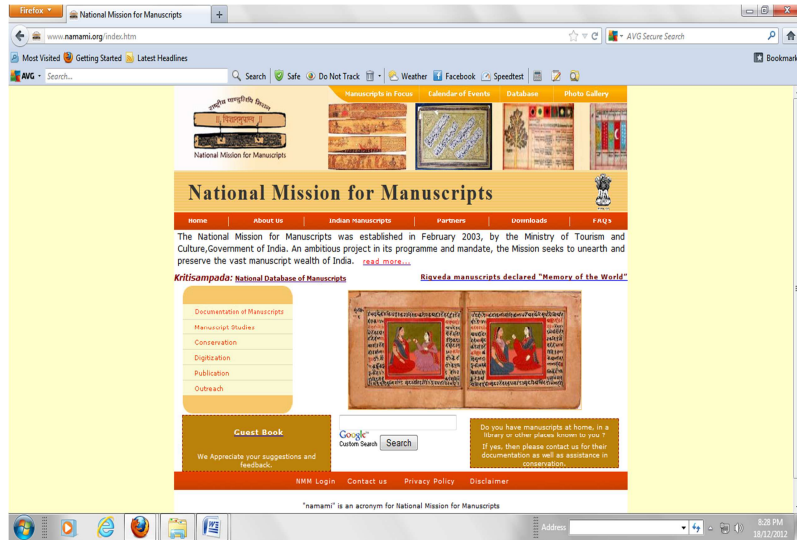 Firefox
National Mission for Manuscripts
www.namami.org/index.htm
AVG Secure Search
Most Visited Getting Started Latest Headlines
Bookmark
AVG Search... Search Safe Do Not Track Weather Facebook Speedtest
Manuscripts in Focus Calendar of Events Database Photo Gallery
राष्ट्रीय पाण्डुलिपि मिशन
National Mission for Manuscripts
National Mission for Manuscripts
Home About Us Indian Manuscripts Partners Downloads FAQs
The National Mission for Manuscripts was established in February 2003, by the Ministry of Tourism and
Culture,Government of India. An ambitious project in its programme and mandate, the Mission seeks to unearth and
preserve the vast manuscript wealth of India. read more...
Kritisampada: National Database of Manuscripts
Rigveda manuscripts declared "Memory of the World"
Documentation of Manuscripts
Manuscript Studies
Conservation
Digitization
Publication
Outreach
Guest Book
We Appreciate your suggestions and
feedback.
Google™
Custom Search Search
Do you have manuscripts at home, in a
library or other places known to you ?
If yes, then please contact us for their
documentation as well as assistance in
conservation.
NMM Login Contact us Privacy Policy Disclaimer
"namami" is an acronym for National Mission for Manuscripts
Address
8:28 PM
18/12/2012